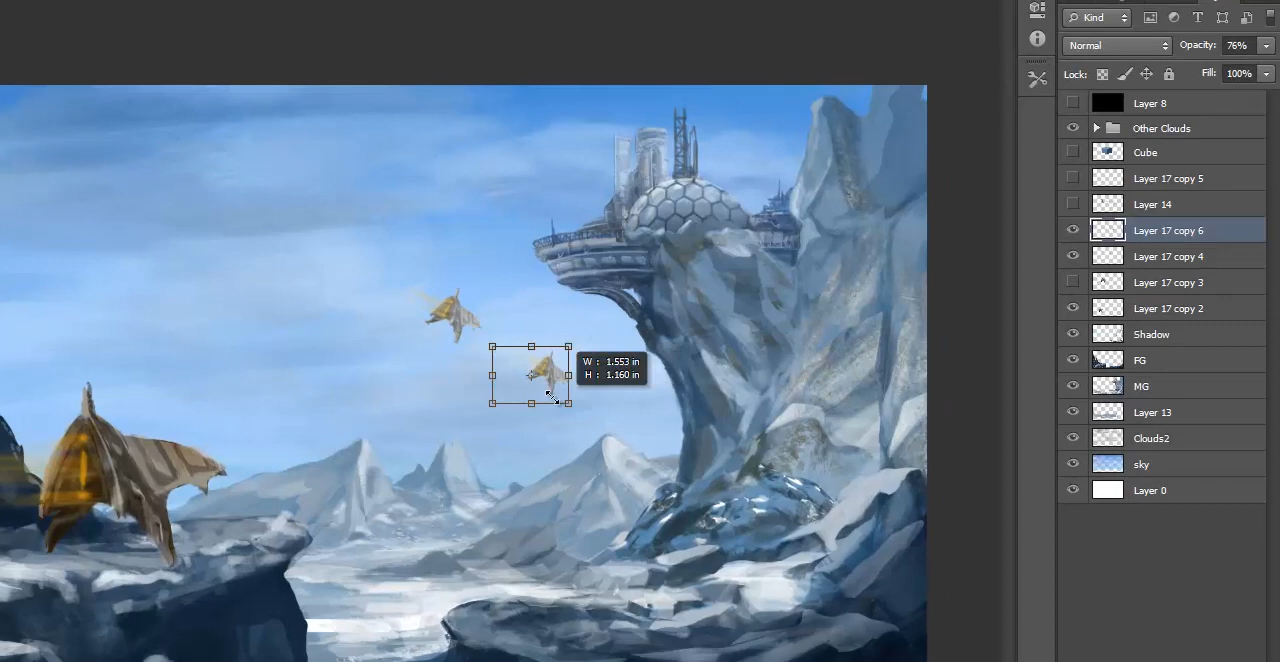 Kind
Normal
Opacity: 76%
Lock:
Fill: 100%
Layer 8
Other Clouds
Cube
Layer 17 copy 5
Layer 14
Layer 17 copy 6
Layer 17 copy 4
Layer 17 copy 3
Layer 17 copy 2
Shadow
FG
MG
Layer 13
Clouds2
sky
Layer 0
W : 1.553 in
H : 1.160 in